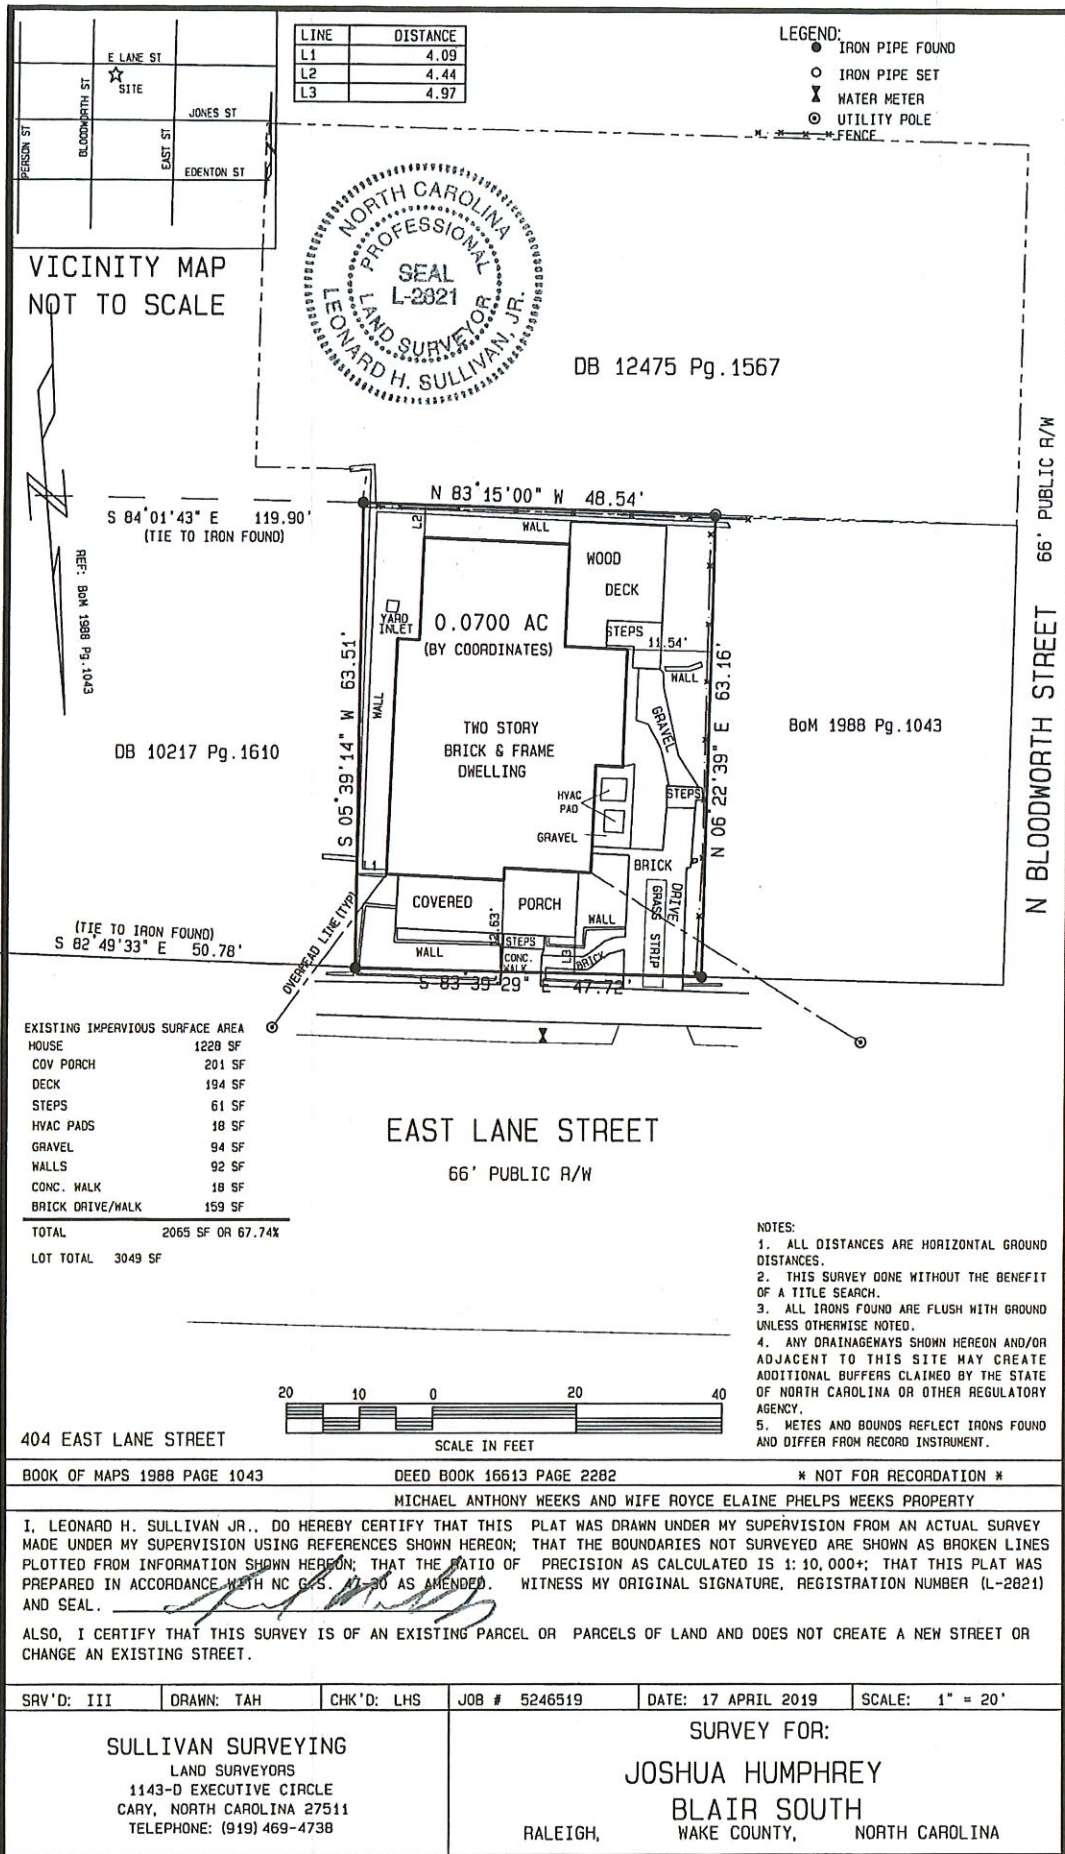 E LANE ST
SITE
BLOODWORTH ST
JONES ST
PERSON ST
EAST ST
EDENTON ST
VICINITY MAP
NOT TO SCALE
LINE DISTANCE
L1 4.09
L2 4.44
L3 4.97
LEGEND:
IRON PIPE FOUND
IRON PIPE SET
WATER METER
UTILITY POLE
FENCE
NORTH CAROLINA
PROFESSIONAL
SEAL
L-2821
LAND SURVEYOR
LEONARD H. SULLIVAN, JR.
DB 12475 Pg.1567
N BLOODWORTH STREET 66' PUBLIC R/W
N 83°15'00" W 48.54'
S 84°01'43" E 119.90'
(TIE TO IRON FOUND)
REF: BoM 1988 Pg.1043
L2
WALL
WOOD
DECK
YARD
INLET
0.0700 AC
(BY COORDINATES)
STEPS
11.54'
WALL
S 05°39'14" W 63.51'
WALL
GRAVEL
N 06°22'39" E 63.16'
DB 10217 Pg.1610
TWO STORY
BRICK & FRAME
DWELLING
BoM 1988 Pg.1043
HVAC
PAD
STEPS
GRAVEL
L1
BRICK
DRIVE
GRASS STRIP
COVERED
PORCH
WALL
OVERHEAD LINE(TYP)
(TIE TO IRON FOUND)
S 82°49'33" E 50.78'
WALL
12.63'
STEPS
CONC.
WALK
L3
BRICK
S 83°39'29" E 47.72'
EXISTING IMPERVIOUS SURFACE AREA
HOUSE 1228 SF
COV PORCH 201 SF
DECK 194 SF
STEPS 61 SF
HVAC PADS 18 SF
GRAVEL 94 SF
WALLS 92 SF
CONC. WALK 18 SF
BRICK DRIVE/WALK 159 SF
TOTAL 2065 SF OR 67.74%
LOT TOTAL 3049 SF
EAST LANE STREET
66' PUBLIC R/W
NOTES:
1. ALL DISTANCES ARE HORIZONTAL GROUND
DISTANCES.
2. THIS SURVEY DONE WITHOUT THE BENEFIT
OF A TITLE SEARCH.
3. ALL IRONS FOUND ARE FLUSH WITH GROUND
UNLESS OTHERWISE NOTED.
4. ANY DRAINAGEWAYS SHOWN HEREON AND/OR
ADJACENT TO THIS SITE MAY CREATE
ADDITIONAL BUFFERS CLAIMED BY THE STATE
OF NORTH CAROLINA OR OTHER REGULATORY
AGENCY.
5. METES AND BOUNDS REFLECT IRONS FOUND
AND DIFFER FROM RECORD INSTRUMENT.
20 10 0 20 40
SCALE IN FEET
404 EAST LANE STREET
BOOK OF MAPS 1988 PAGE 1043 DEED BOOK 16613 PAGE 2282 * NOT FOR RECORDATION *
MICHAEL ANTHONY WEEKS AND WIFE ROYCE ELAINE PHELPS WEEKS PROPERTY
I, LEONARD H. SULLIVAN JR., DO HEREBY CERTIFY THAT THIS PLAT WAS DRAWN UNDER MY SUPERVISION FROM AN ACTUAL SURVEY
MADE UNDER MY SUPERVISION USING REFERENCES SHOWN HEREON; THAT THE BOUNDARIES NOT SURVEYED ARE SHOWN AS BROKEN LINES
PLOTTED FROM INFORMATION SHOWN HEREON; THAT THE RATIO OF PRECISION AS CALCULATED IS 1:10,000+; THAT THIS PLAT WAS
PREPARED IN ACCORDANCE WITH NC G.S. 47-30 AS AMENDED. WITNESS MY ORIGINAL SIGNATURE, REGISTRATION NUMBER (L-2821)
AND SEAL.
ALSO, I CERTIFY THAT THIS SURVEY IS OF AN EXISTING PARCEL OR PARCELS OF LAND AND DOES NOT CREATE A NEW STREET OR
CHANGE AN EXISTING STREET.
SRV'D: III DRAWN: TAH CHK'D: LHS JOB # 5246519 DATE: 17 APRIL 2019 SCALE: 1" = 20'
SULLIVAN SURVEYING
LAND SURVEYORS
1143-D EXECUTIVE CIRCLE
CARY, NORTH CAROLINA 27511
TELEPHONE: (919) 469-4738
SURVEY FOR:
JOSHUA HUMPHREY
BLAIR SOUTH
RALEIGH, WAKE COUNTY, NORTH CAROLINA